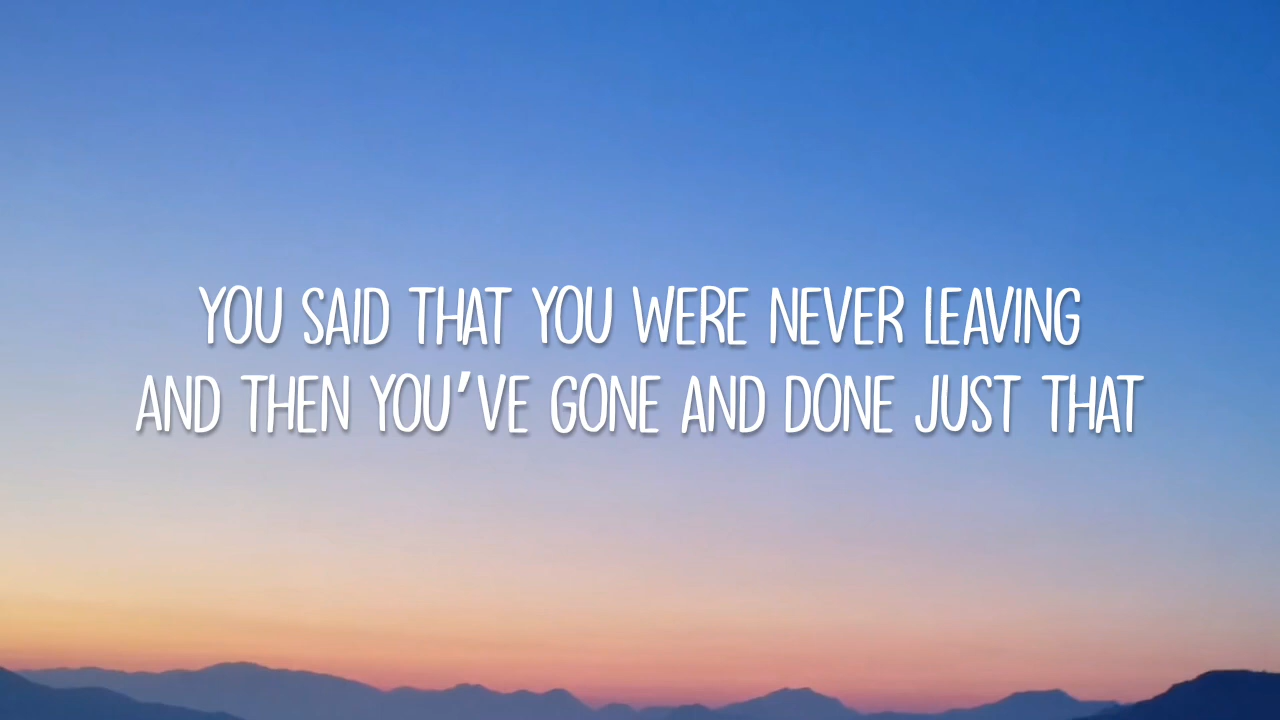 YOU SAID THAT YOU WERE NEVER LEAVING
AND THEN YOU'VE GONE AND DONE JUST THAT